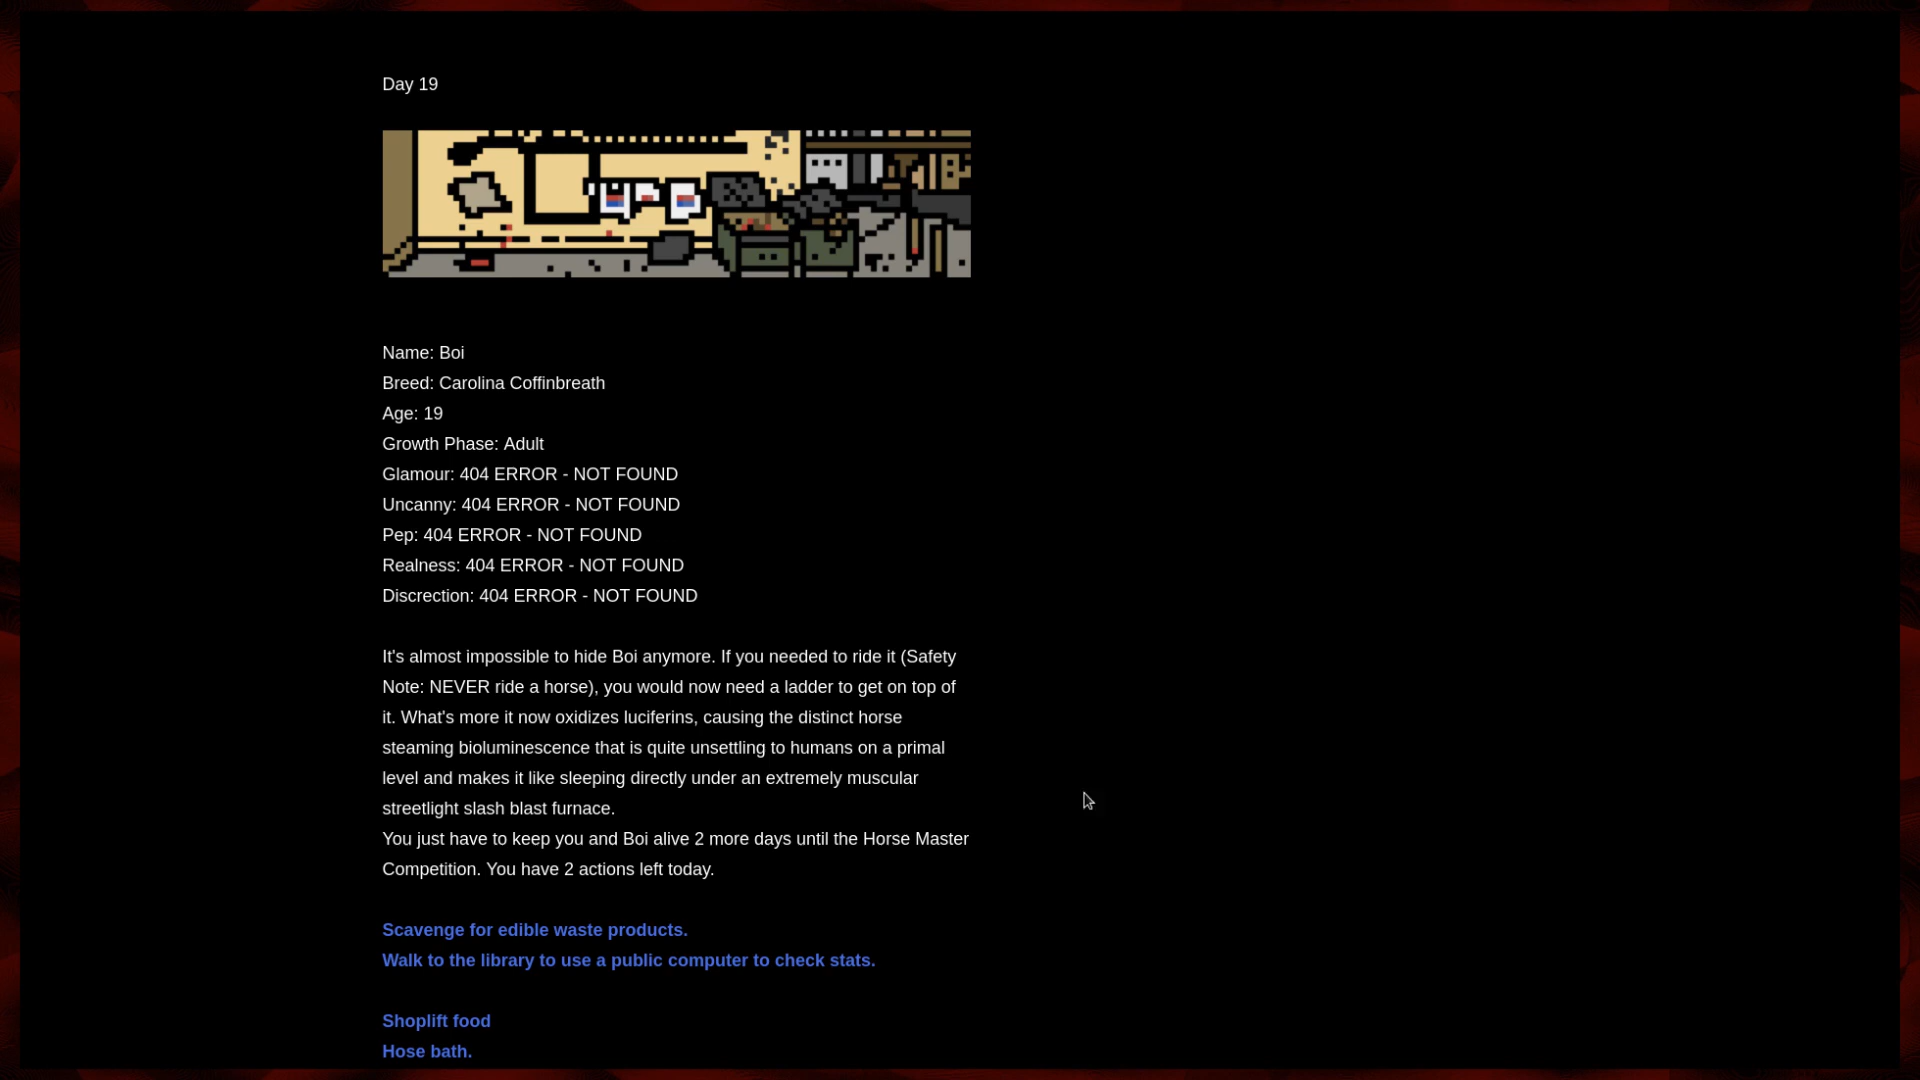 Day 19
Name: Boi
Breed: Carolina Coffinbreath
Age: 19
Growth Phase: Adult
Glamour: 404 ERROR - NOT FOUND
Uncanny: 404 ERROR - NOT FOUND
Pep: 404 ERROR - NOT FOUND
Realness: 404 ERROR - NOT FOUND
Discrection: 404 ERROR - NOT FOUND
It's almost impossible to hide Boi anymore. If you needed to ride it (Safety
Note: NEVER ride a horse), you would now need a ladder to get on top of
it. What's more it now oxidizes luciferins, causing the distinct horse
steaming bioluminescence that is quite unsettling to humans on a primal
level and makes it like sleeping directly under an extremely muscular
streetlight slash blast furnace.
You just have to keep you and Boi alive 2 more days until the Horse Master
Competition. You have 2 actions left today.
Scavenge for edible waste products.
Walk to the library to use a public computer to check stats.
Shoplift food
Hose bath.